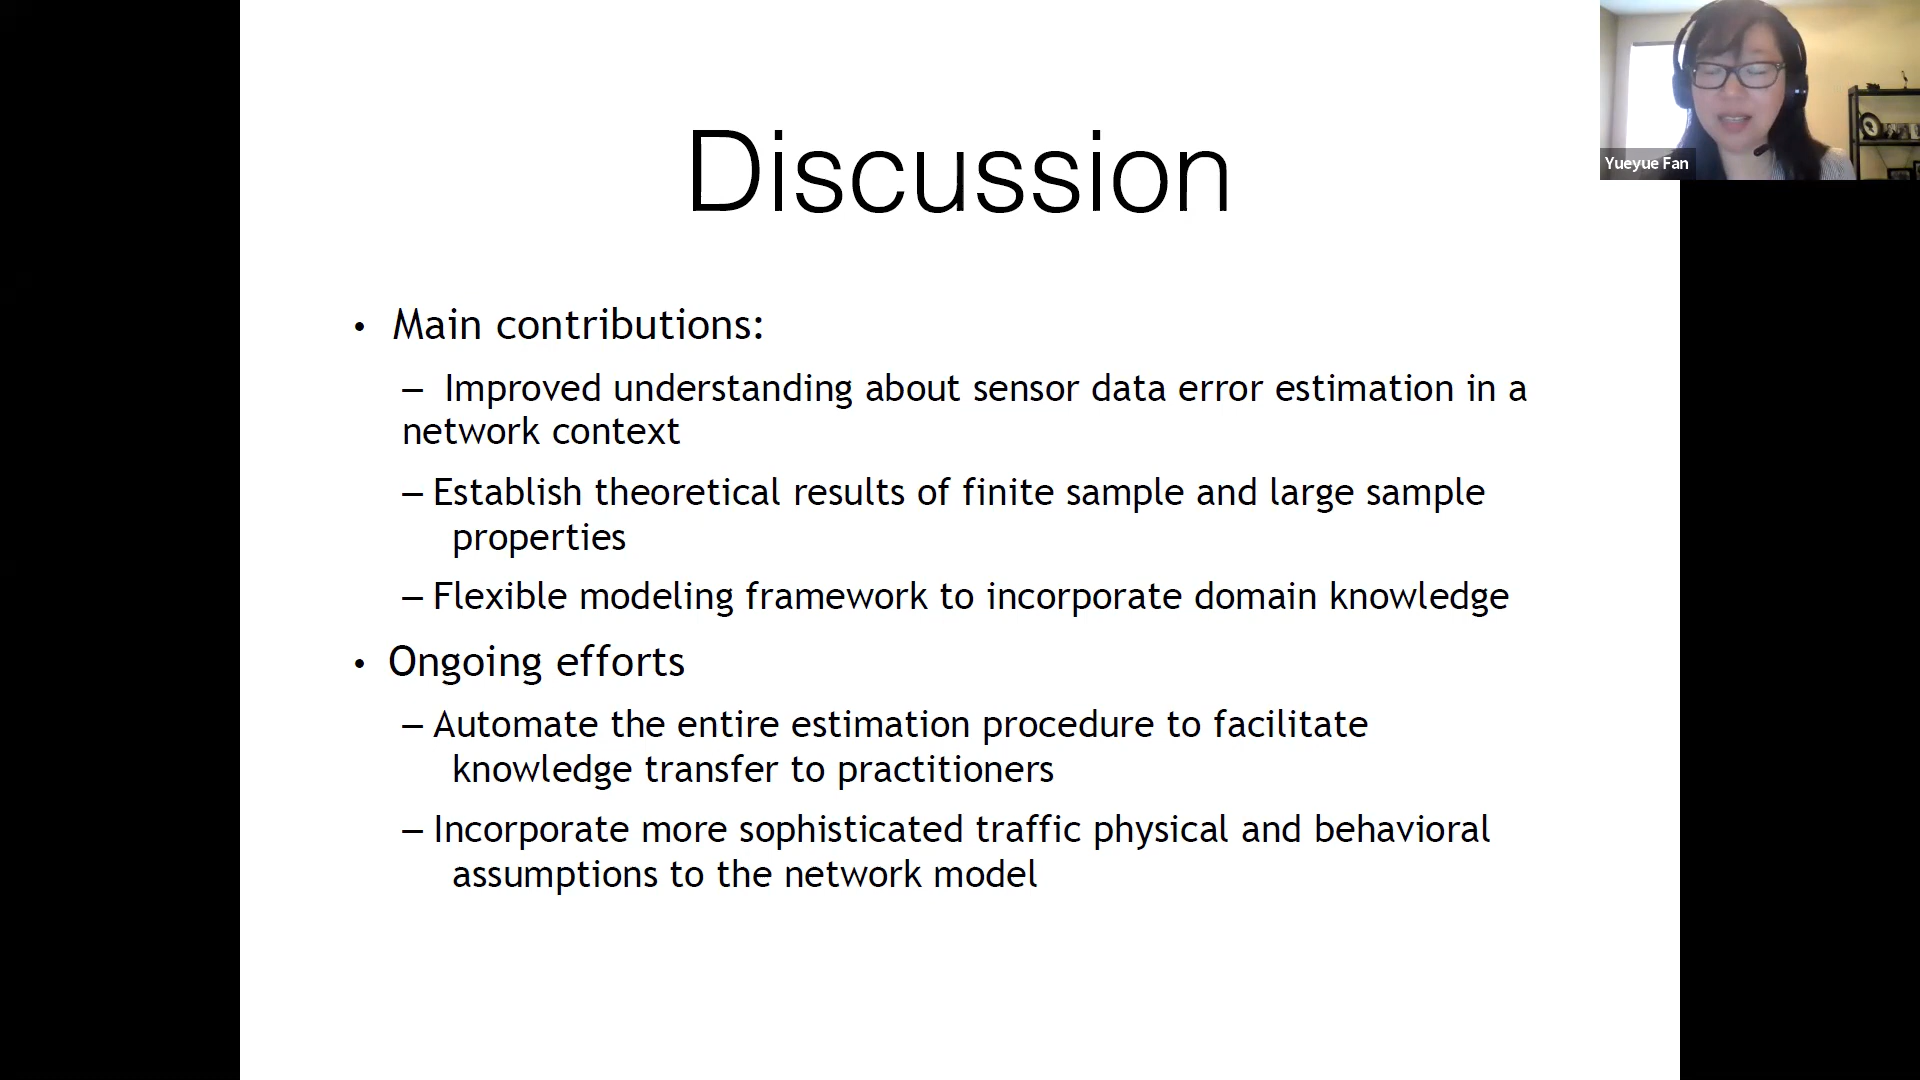 Discussion
• Main contributions:
– Improved understanding about sensor data error estimation in a
network context
– Establish theoretical results of finite sample and large sample
properties
– Flexible modeling framework to incorporate domain knowledge
• Ongoing efforts
– Automate the entire estimation procedure to facilitate
knowledge transfer to practitioners
– Incorporate more sophisticated traffic physical and behavioral
assumptions to the network model
Yueyue Fan